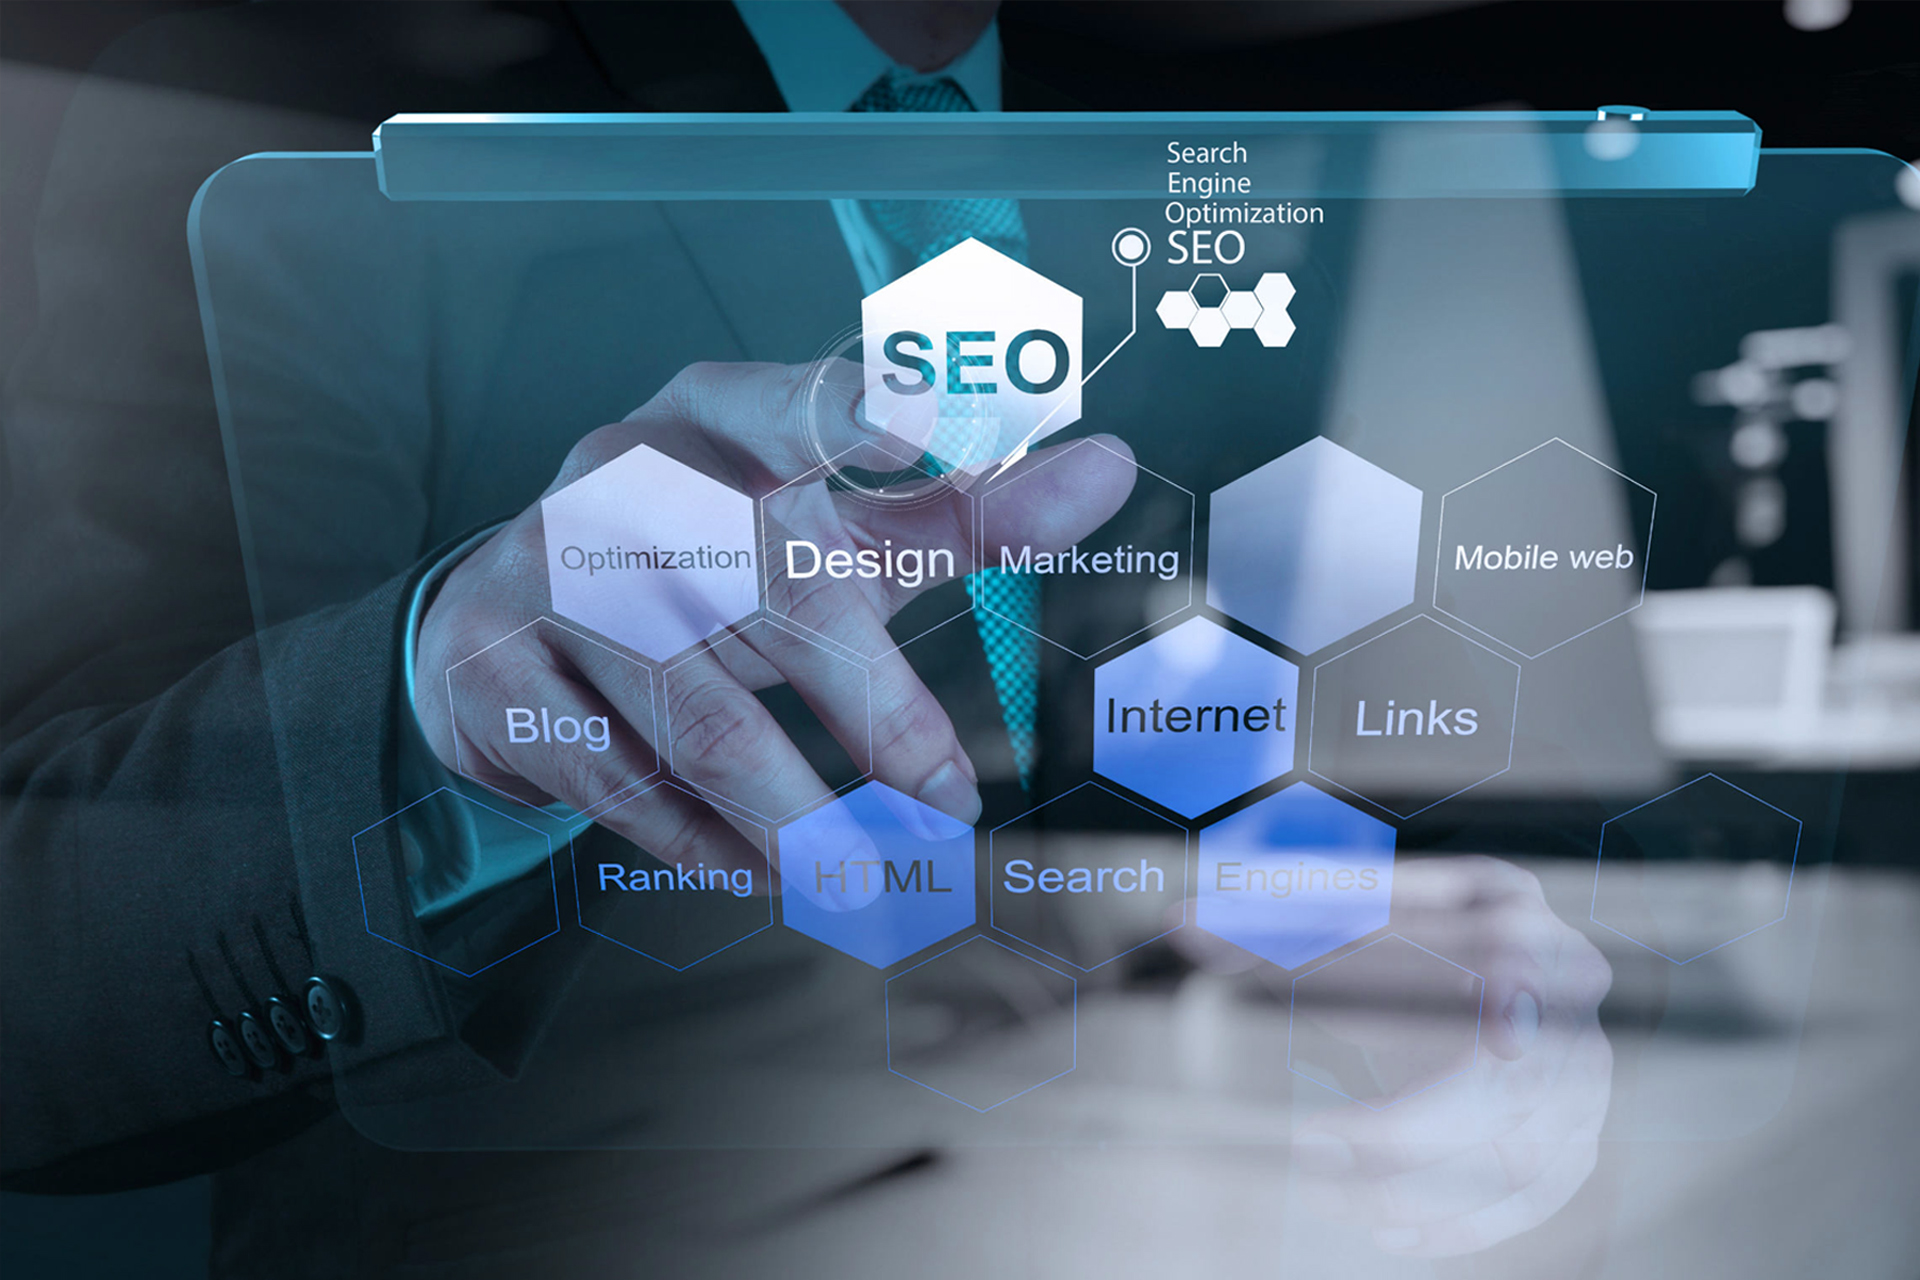 Search
Engine
Optimization
SEO
SEO
Optimization
Design
Marketing
Mobile web
Blog
Internet
Links
Ranking
HTML
Search
Engines